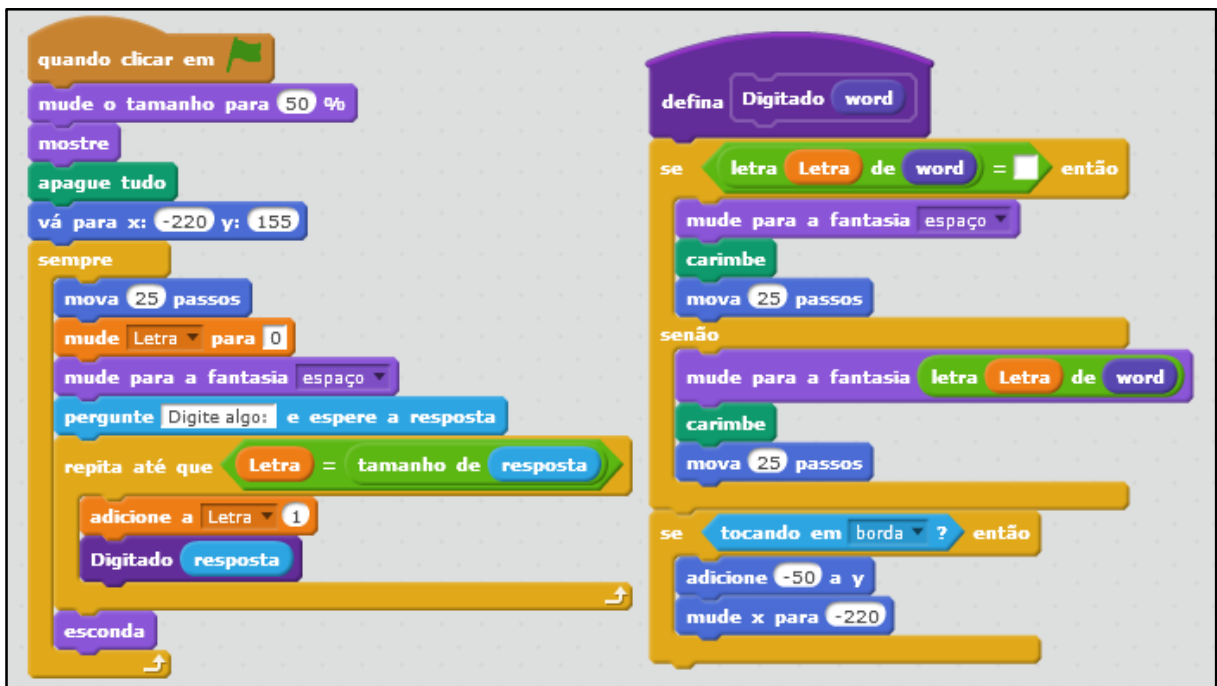 quando clicar em
mude o tamanho para 50 %
mostre
apague tudo
vá para x: -220 y: 155
sempre
mova 25 passos
mude Letra para 0
mude para a fantasia espaço
pergunte Digite algo: e espere a resposta
repita até que Letra = tamanho de resposta
adicione a Letra 1
Digitado resposta
esconda
defina Digitado word
se letra Letra de word = então
mude para a fantasia espaço
carimbe
mova 25 passos
senão
mude para a fantasia letra Letra de word
carimbe
mova 25 passos
se tocando em borda ? então
adicione -50 a y
mude x para -220